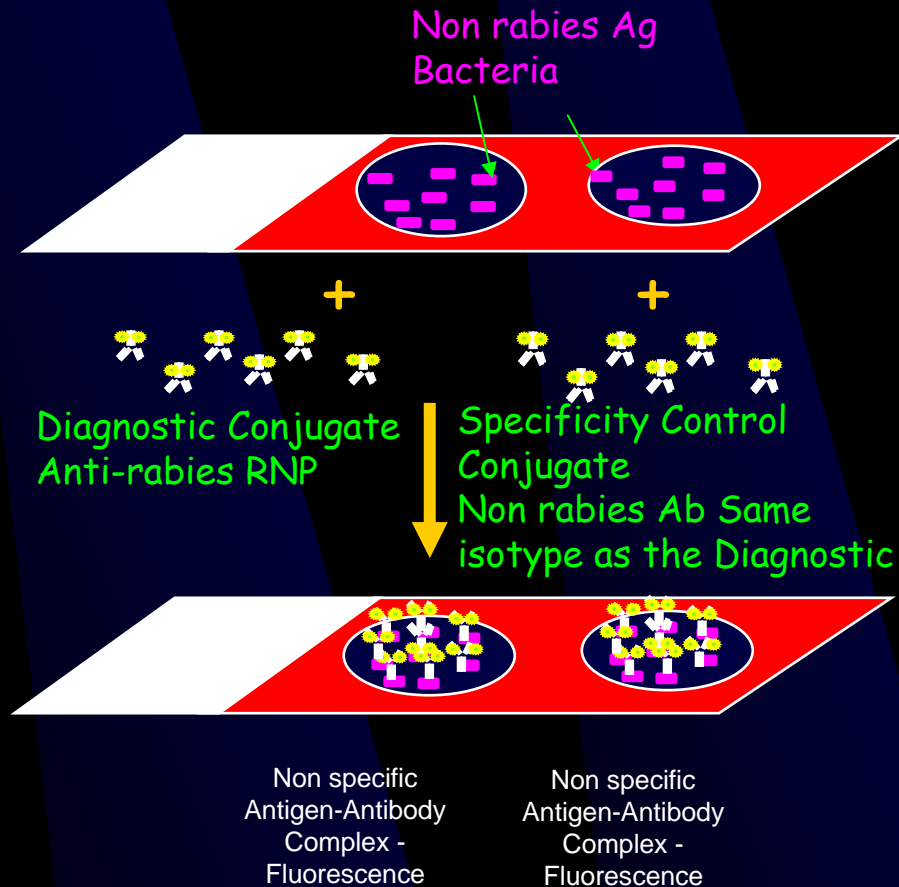 Non rabies Ag
Bacteria
+
+
Diagnostic Conjugate
Anti-rabies RNP
Specificity Control
Conjugate
Non rabies Ab Same
isotype as the Diagnostic
Non specific
Antigen-Antibody
Complex -
Fluorescence
Non specific
Antigen-Antibody
Complex -
Fluorescence